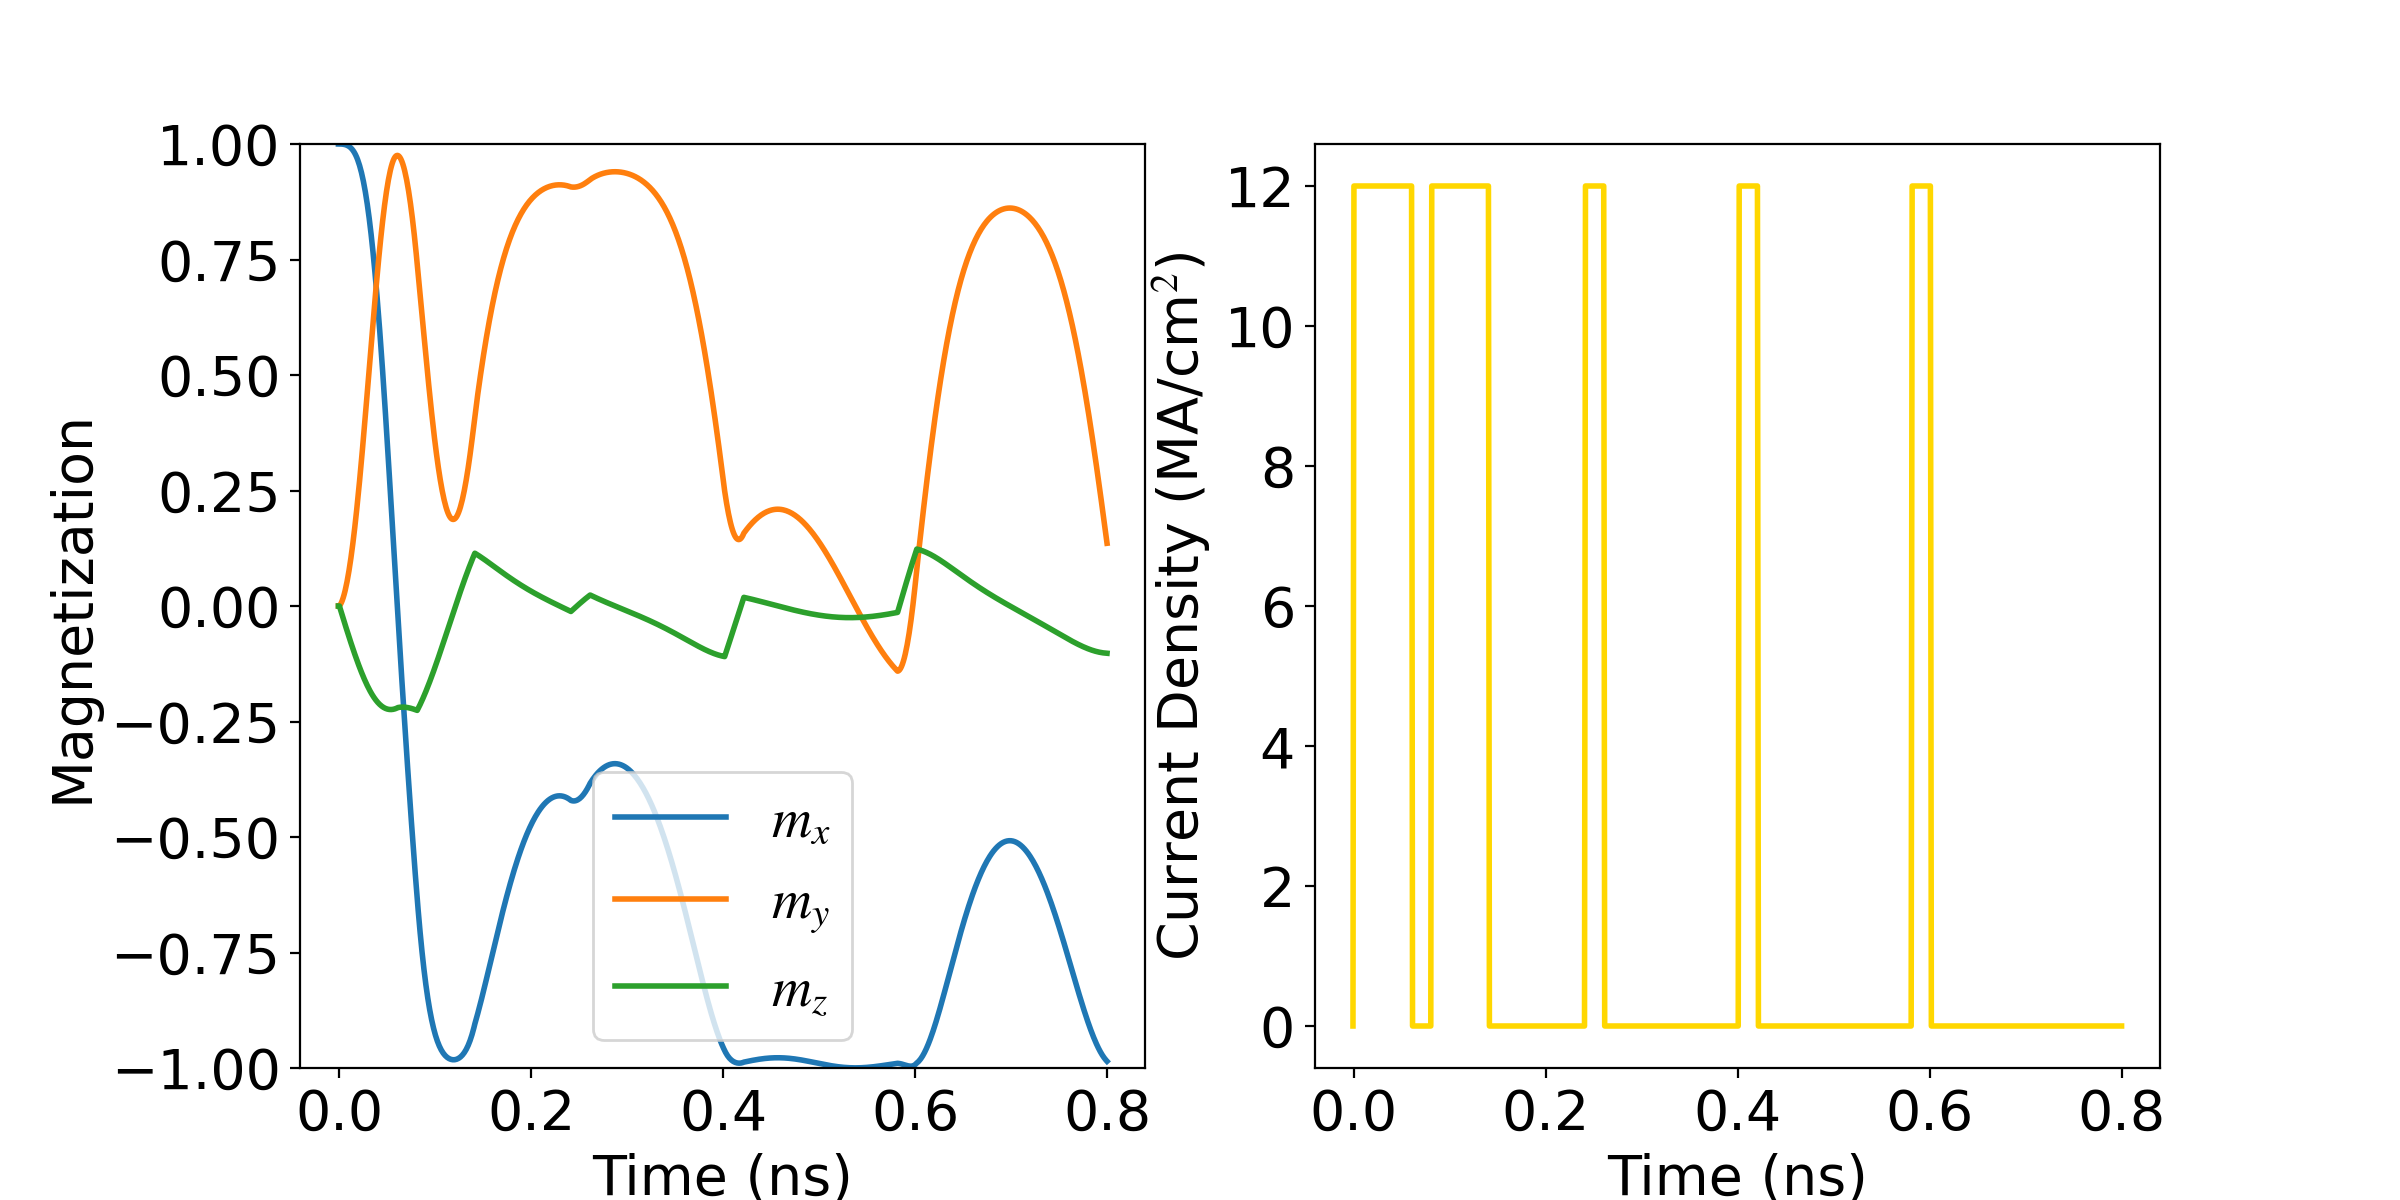 1.00
0.75
0.50
0.25
0.00
−0.25
−0.50
−0.75
−1.00
Magnetization
0.0 0.2 0.4 0.6 0.8
Time (ns)
m_x
m_y
m_z
12
10
8
6
4
2
0
Current Density (MA/cm²)
0.0 0.2 0.4 0.6 0.8
Time (ns)